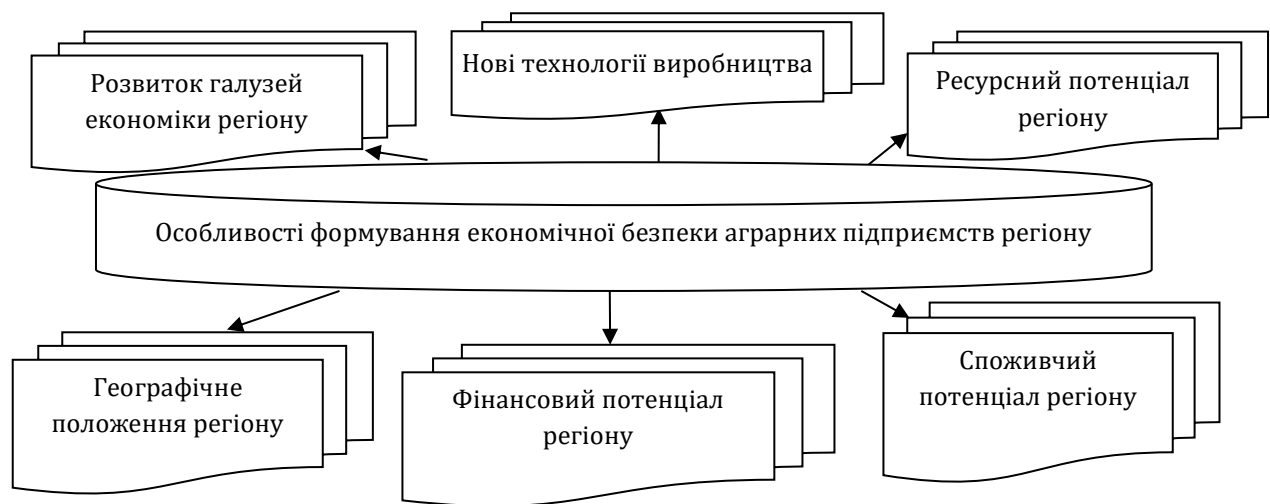 Розвиток галузей
економіки регіону
Нові технології виробництва
Ресурсний потенціал
регіону
Особливості формування економічної безпеки аграрних підприємств регіону
Географічне
положення регіону
Фінансовий потенціал
регіону
Споживчий
потенціал регіону